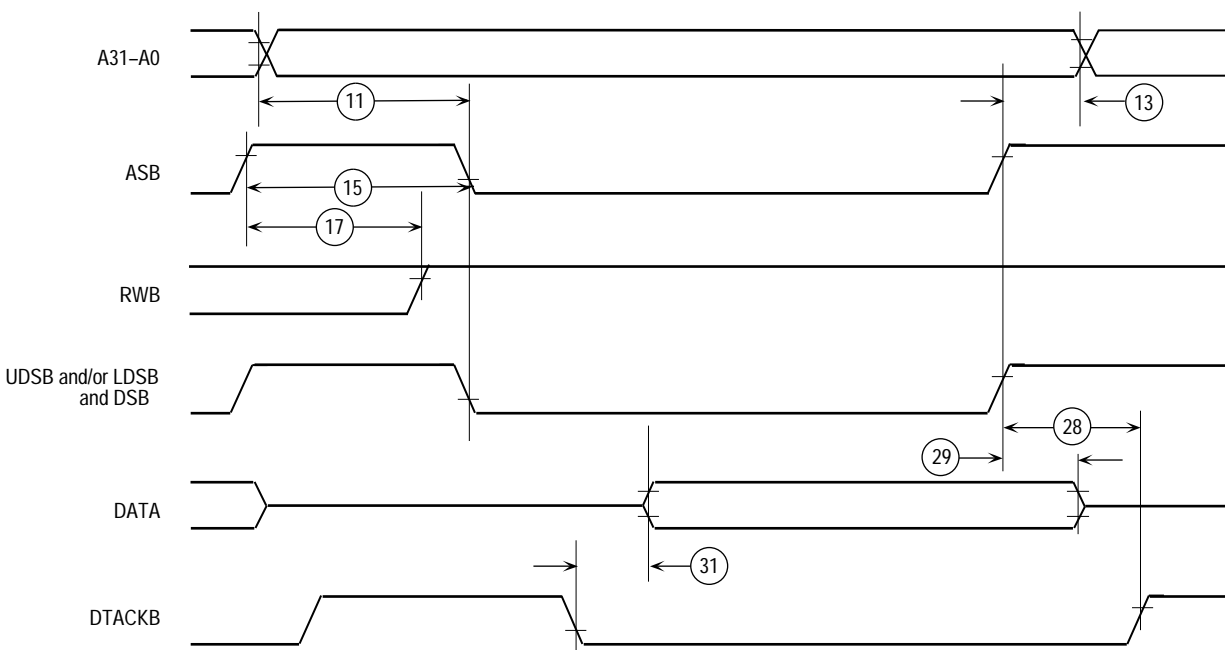 A31–A0
11
13
ASB
15
17
RWB
UDSB and/or LDSB
and DSB
28
29
DATA
31
DTACKB